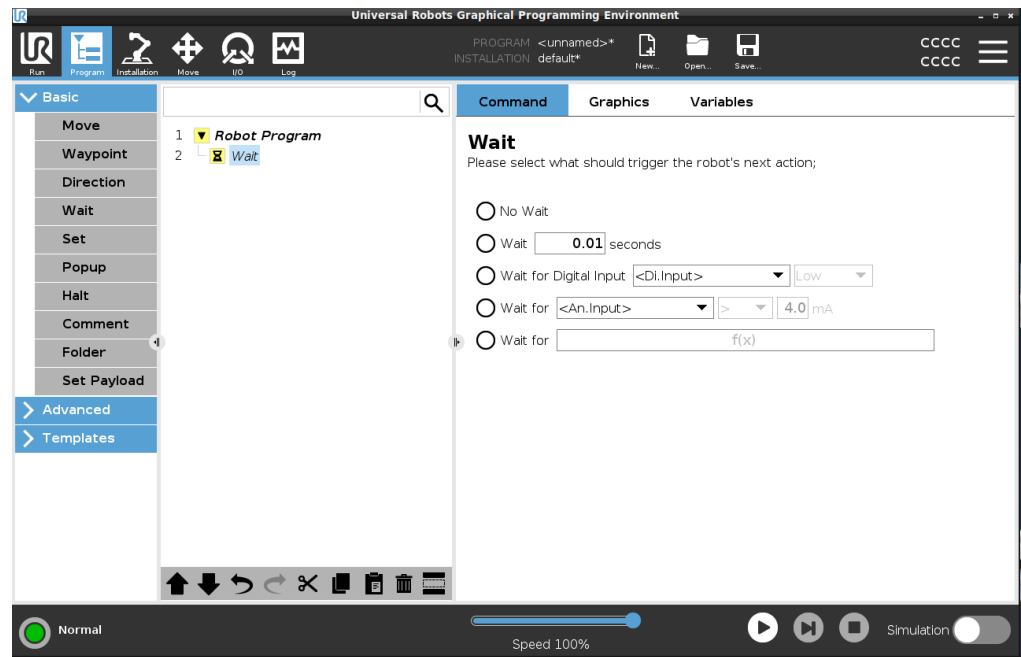 Universal Robots Graphical Programming Environment
UR
Run
Program
Installation
Move
I/O
Log
PROGRAM <unnamed>*
INSTALLATION default*
New...
Open...
Save...
CCCC
CCCC
Basic
Move
Waypoint
Direction
Wait
Set
Popup
Halt
Comment
Folder
Set Payload
Advanced
Templates
1 Robot Program
2 Wait
Command Graphics Variables
Wait
Please select what should trigger the robot's next action;
No Wait
Wait 0.01 seconds
Wait for Digital Input <Di.Input> Low
Wait for <An.Input> > 4.0 mA
Wait for f(x)
Normal
Speed 100%
Simulation